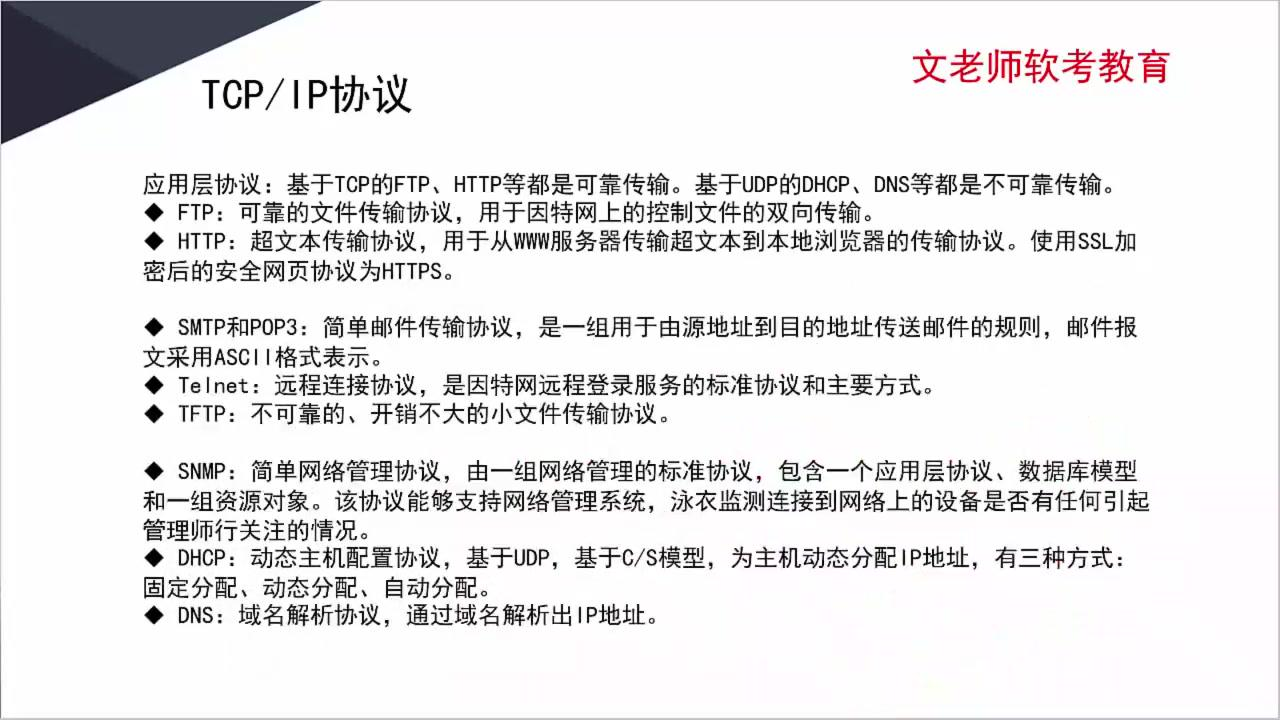 文老师软考教育
TCP/IP协议
应用层协议：基于TCP的FTP、HTTP等都是可靠传输。基于UDP的DHCP、DNS等都是不可靠传输。
◆ FTP：可靠的文件传输协议，用于因特网上的控制文件的双向传输。
◆ HTTP：超文本传输协议，用于从WWW服务器传输超文本到本地浏览器的传输协议。使用SSL加
密后的安全网页协议为HTTPS。
◆ SMTP和POP3：简单邮件传输协议，是一组用于由源地址到目的地址传送邮件的规则，邮件报
文采用ASCII格式表示。
◆ Telnet：远程连接协议，是因特网远程登录服务的标准协议和主要方式。
◆ TFTP：不可靠的、开销不大的小文件传输协议。
◆ SNMP：简单网络管理协议，由一组网络管理的标准协议，包含一个应用层协议、数据库模型
和一组资源对象。该协议能够支持网络管理系统，泳衣监测连接到网络上的设备是否有任何引起
管理师行关注的情况。
◆ DHCP：动态主机配置协议，基于UDP，基于C/S模型，为主机动态分配IP地址，有三种方式：
固定分配、动态分配、自动分配。
◆ DNS：域名解析协议，通过域名解析出IP地址。